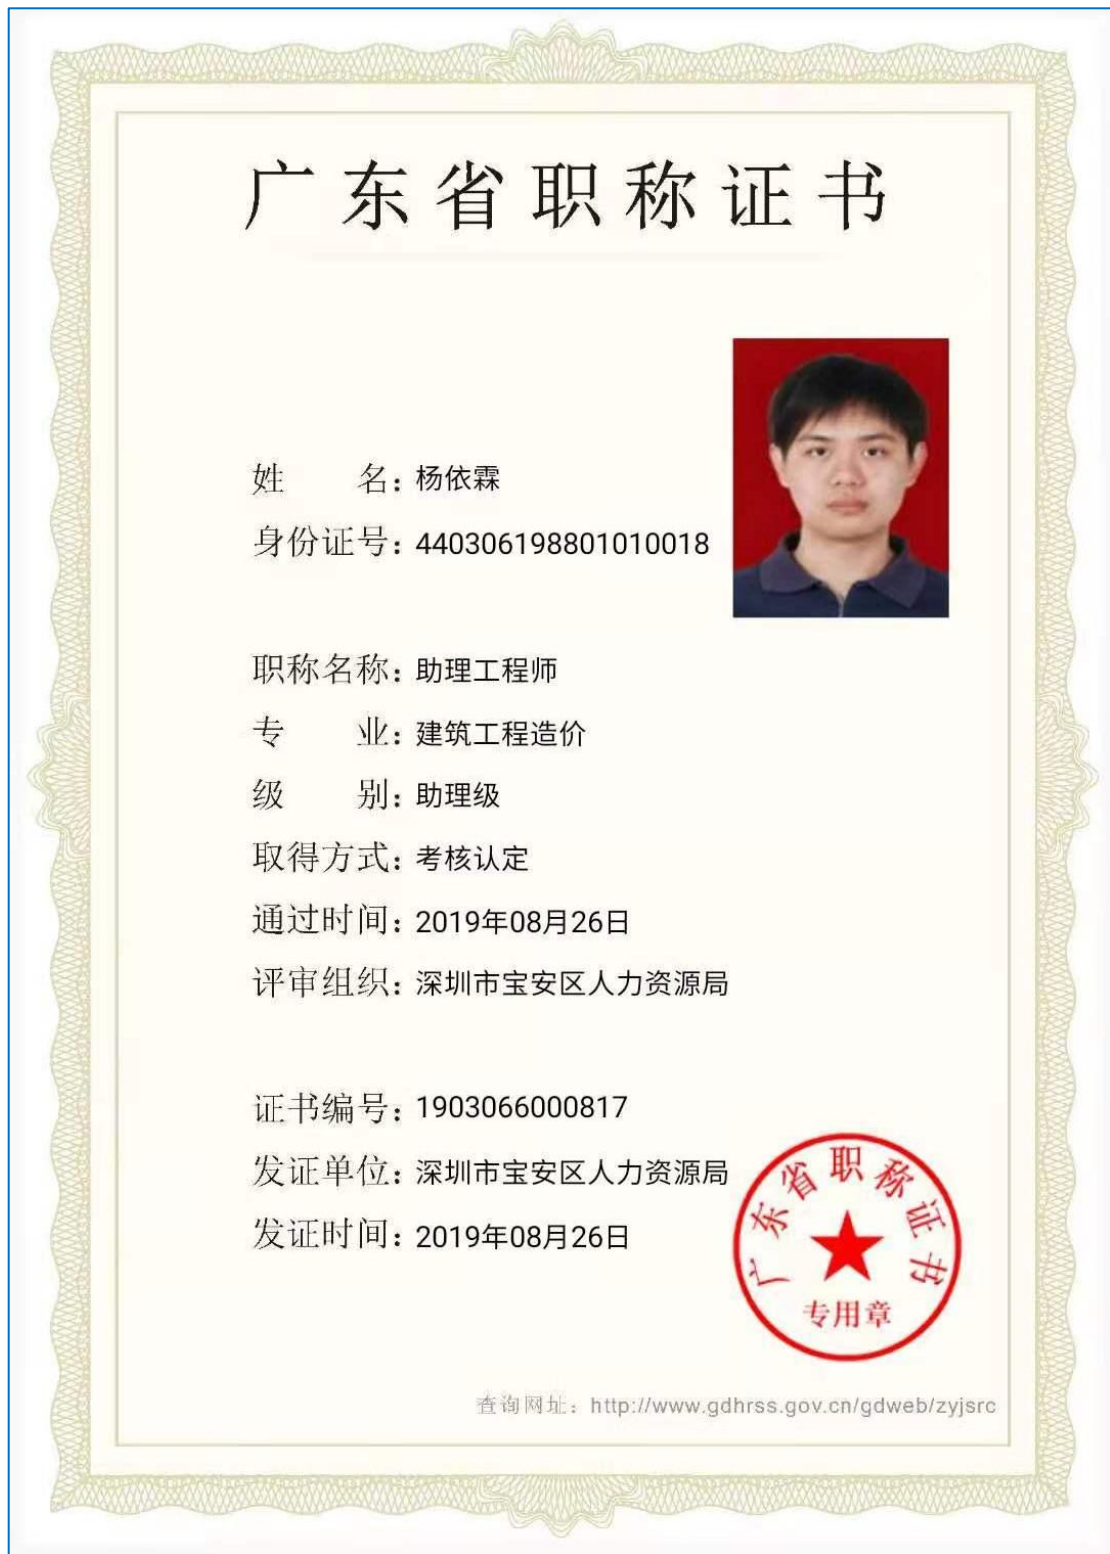 广东省职称证书
姓 名：杨依霖
身份证号：440306198801010018
职称名称：助理工程师
专 业：建筑工程造价
级 别：助理级
取得方式：考核认定
通过时间：2019年08月26日
评审组织：深圳市宝安区人力资源局
证书编号：1903066000817
发证单位：深圳市宝安区人力资源局
发证时间：2019年08月26日
广东省职称证书
专用章
查询网址：http://www.gdhrss.gov.cn/gdweb/zyjsrc